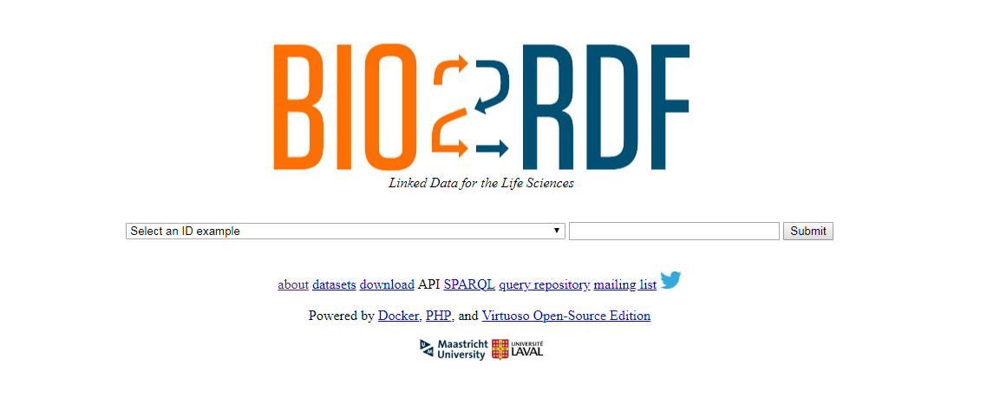 BIO2RDF
Linked Data for the Life Sciences
Select an ID example Submit
about datasets download API SPARQL query repository mailing list
Powered by Docker, PHP, and Virtuoso Open-Source Edition
UM Maastricht University UNIVERSITÉ LAVAL